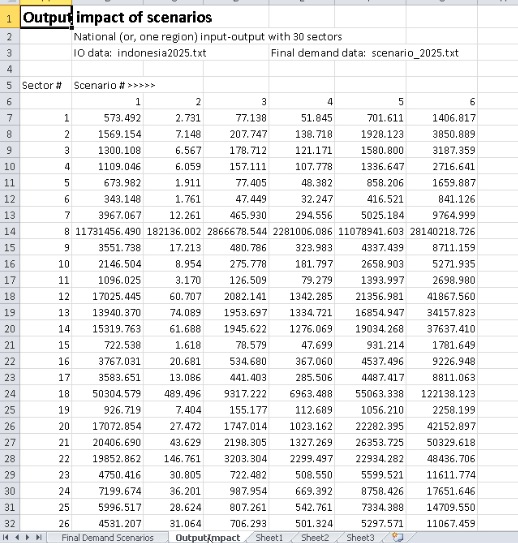 1 Output impact of scenarios
2 National (or, one region) input-output with 30 sectors
3 IO data: indonesia2025.txt Final demand data: scenario_2025.txt
4
5 Sector # Scenario # >>>>>
6 1 2 3 4 5 6
7 1 573.492 2.731 77.138 51.845 701.611 1406.817
8 2 1569.154 7.148 207.747 138.718 1928.123 3850.889
9 3 1300.108 6.567 178.712 121.171 1580.800 3187.359
10 4 1109.046 6.059 157.111 107.778 1336.647 2716.641
11 5 673.982 1.911 77.405 48.382 858.206 1659.887
12 6 343.148 1.761 47.449 32.247 416.521 841.126
13 7 3967.067 12.261 465.930 294.556 5025.184 9764.999
14 8 11731456.490 182136.002 2866678.544 2281006.086 11078941.603 28140218.726
15 9 3551.738 17.213 480.786 323.983 4337.439 8711.159
16 10 2146.504 8.954 275.778 181.797 2658.903 5271.935
17 11 1096.025 3.170 126.509 79.279 1393.997 2698.980
18 12 17025.445 60.707 2082.141 1342.285 21356.981 41867.560
19 13 13940.370 74.089 1953.697 1334.721 16854.947 34157.823
20 14 15319.763 61.688 1945.622 1276.069 19034.268 37637.410
21 15 722.538 1.618 78.579 47.699 931.214 1781.649
22 16 3767.031 20.681 534.680 367.060 4537.496 9226.948
23 17 3583.651 13.086 441.403 285.506 4487.417 8811.063
24 18 50304.579 489.496 9317.222 6963.488 55063.338 122138.123
25 19 926.719 7.404 155.177 112.689 1056.210 2258.199
26 20 17072.854 27.472 1747.014 1023.162 22282.395 42152.897
27 21 20406.690 43.629 2198.305 1327.269 26353.725 50329.618
28 22 19852.862 146.761 3203.304 2299.497 22934.282 48436.706
29 23 4750.416 30.805 722.482 508.550 5599.521 11611.774
30 24 7199.674 36.201 987.954 669.392 8758.426 17651.646
31 25 5996.517 28.624 807.261 542.761 7334.388 14709.550
32 26 4531.207 31.064 706.293 501.324 5297.571 11067.459
Final Demand Scenarios OutputImpact Sheet1 Sheet2 Sheet3